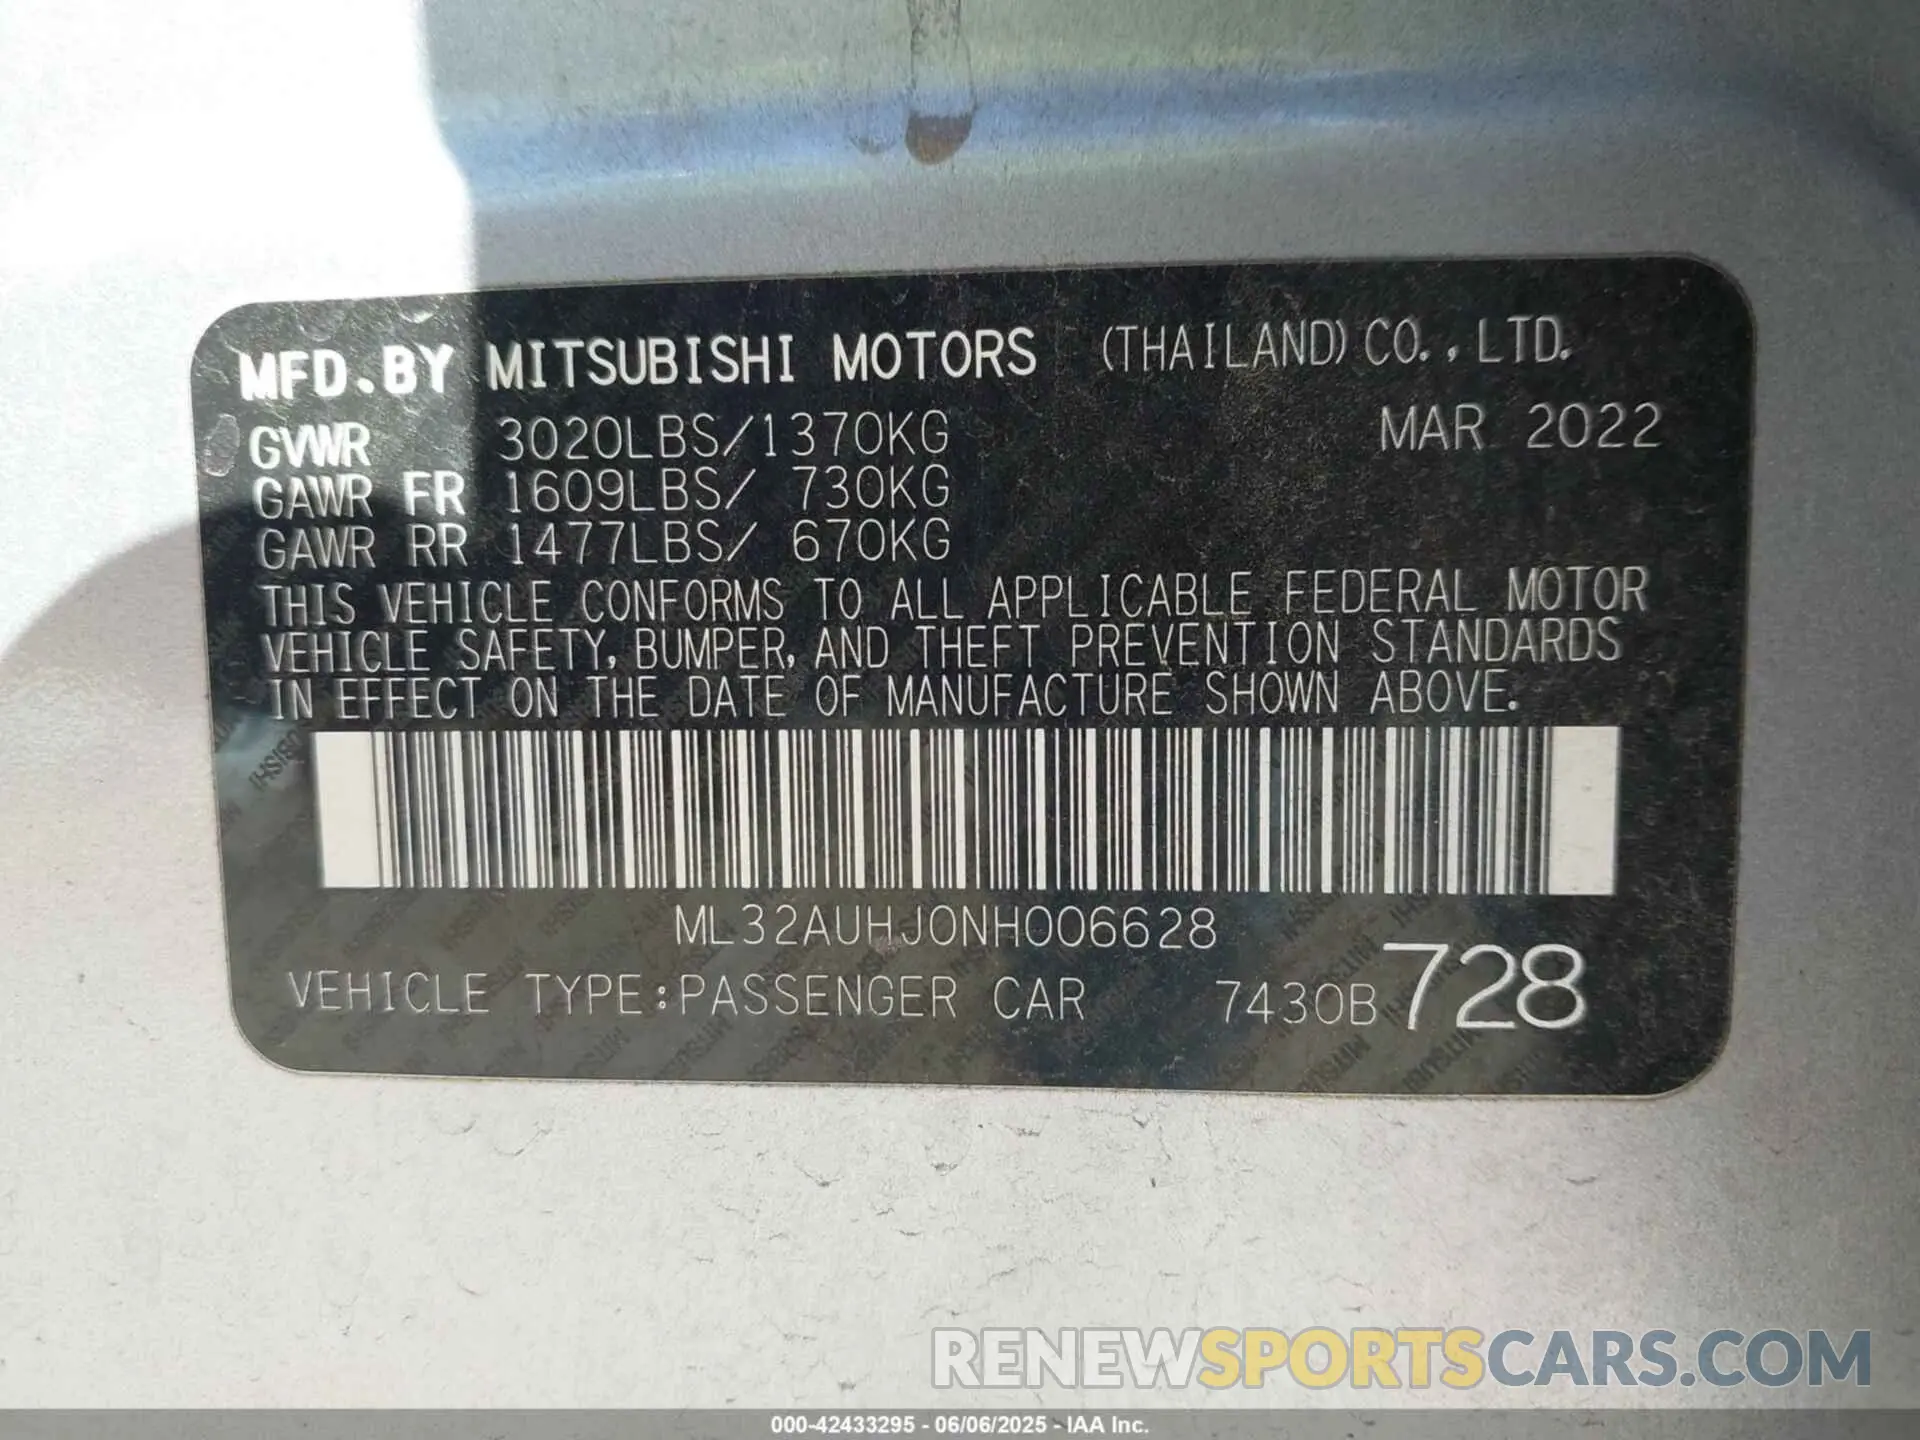 MFD.BY MITSUBISHI MOTORS (THAILAND) CO., LTD.
GVWR 3020LBS/1370KG MAR 2022
GAWR FR 1609LBS/ 730KG
GAWR RR 1477LBS/ 670KG
THIS VEHICLE CONFORMS TO ALL APPLICABLE FEDERAL MOTOR
VEHICLE SAFETY, BUMPER, AND THEFT PREVENTION STANDARDS
IN EFFECT ON THE DATE OF MANUFACTURE SHOWN ABOVE.
ML32AUHJ0NH006628
VEHICLE TYPE:PASSENGER CAR 7430B 728
RENEWSPORTSCARS.COM
000-42433295 - 06/06/2025 - IAA Inc.